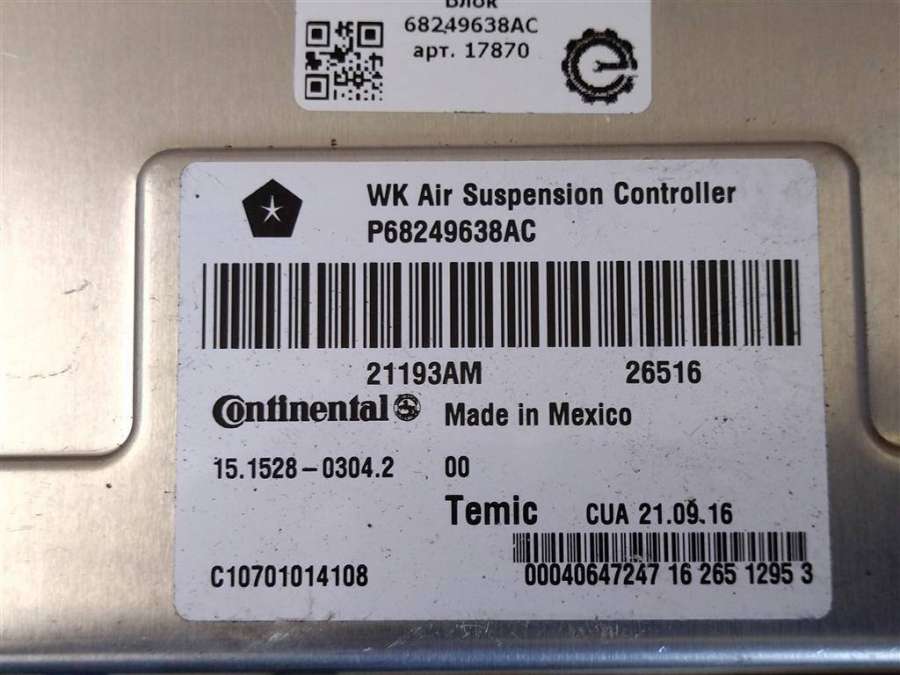 Блок
68249638AC
арт. 17870
WK Air Suspension Controller
P68249638AC
21193AM 26516
Continental Made in Mexico
15.1528-0304.2 00
Temic CUA 21.09.16
C10701014108 00040647247 16 265 1295 3